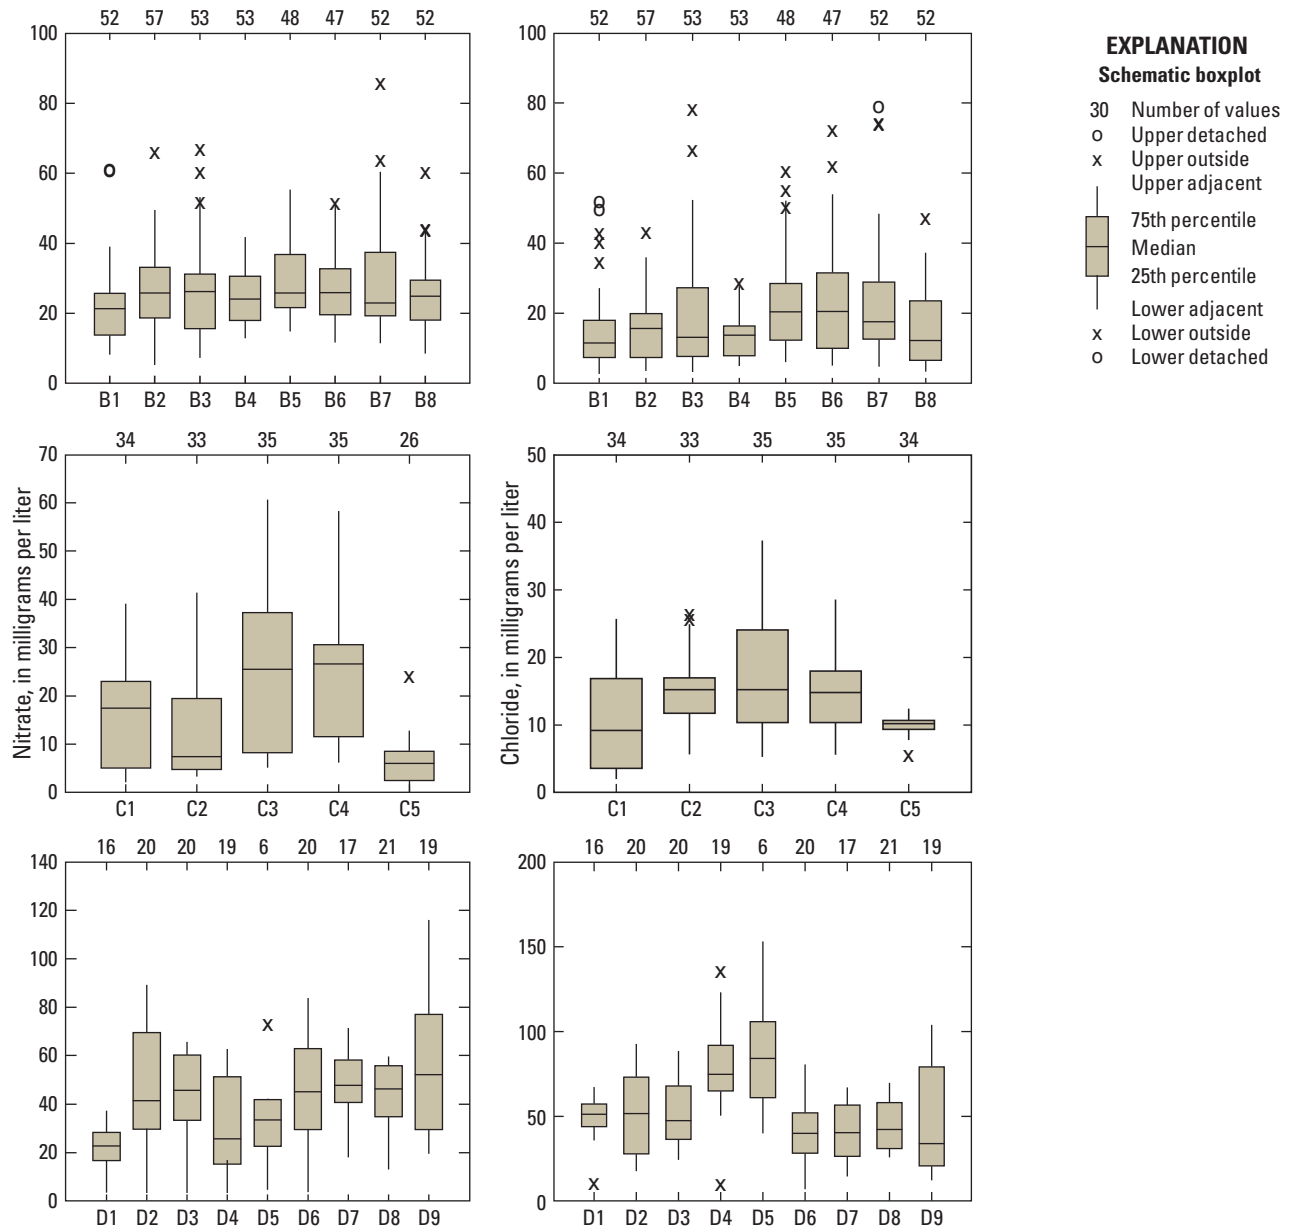 52 57 53 53 48 47 52 52
100
80
60
40
20
0
B1 B2 B3 B4 B5 B6 B7 B8
52 57 53 53 48 47 52 52
100
80
60
40
20
0
B1 B2 B3 B4 B5 B6 B7 B8
EXPLANATION
Schematic boxplot
30 Number of values
o Upper detached
x Upper outside
Upper adjacent
75th percentile
Median
25th percentile
Lower adjacent
x Lower outside
o Lower detached
Nitrate, in milligrams per liter
34 33 35 35 26
70
60
50
40
30
20
10
0
C1 C2 C3 C4 C5
Chloride, in milligrams per liter
34 33 35 35 34
50
40
30
20
10
0
C1 C2 C3 C4 C5
16 20 20 19 6 20 17 21 19
140
120
100
80
60
40
20
0
D1 D2 D3 D4 D5 D6 D7 D8 D9
16 20 20 19 6 20 17 21 19
200
150
100
50
0
D1 D2 D3 D4 D5 D6 D7 D8 D9